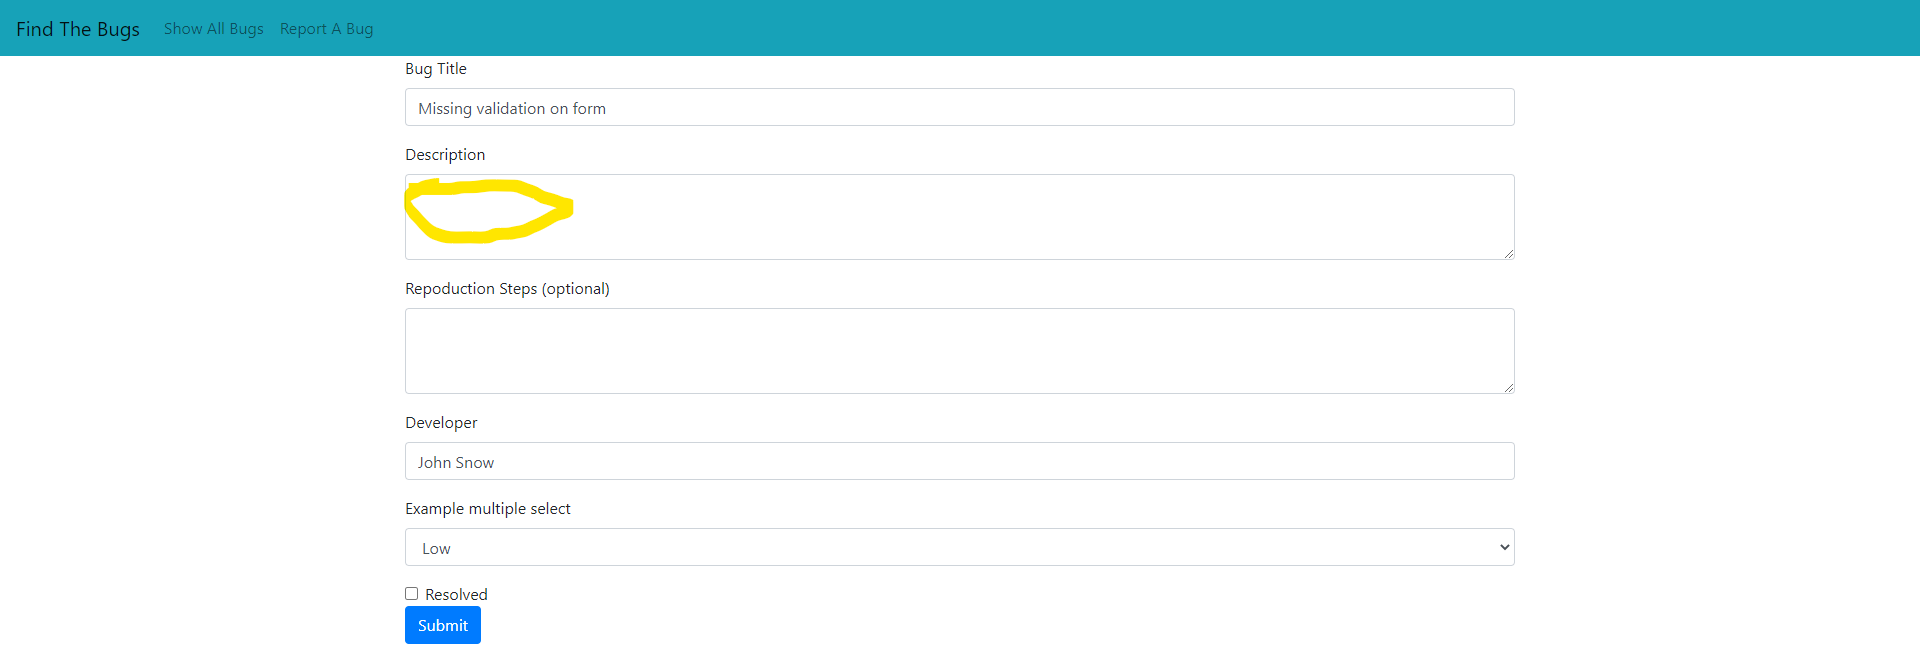 Find The Bugs Show All Bugs Report A Bug
Bug Title
Missing validation on form
Description
Repoduction Steps (optional)
Developer
John Snow
Example multiple select
Low
Resolved
Submit